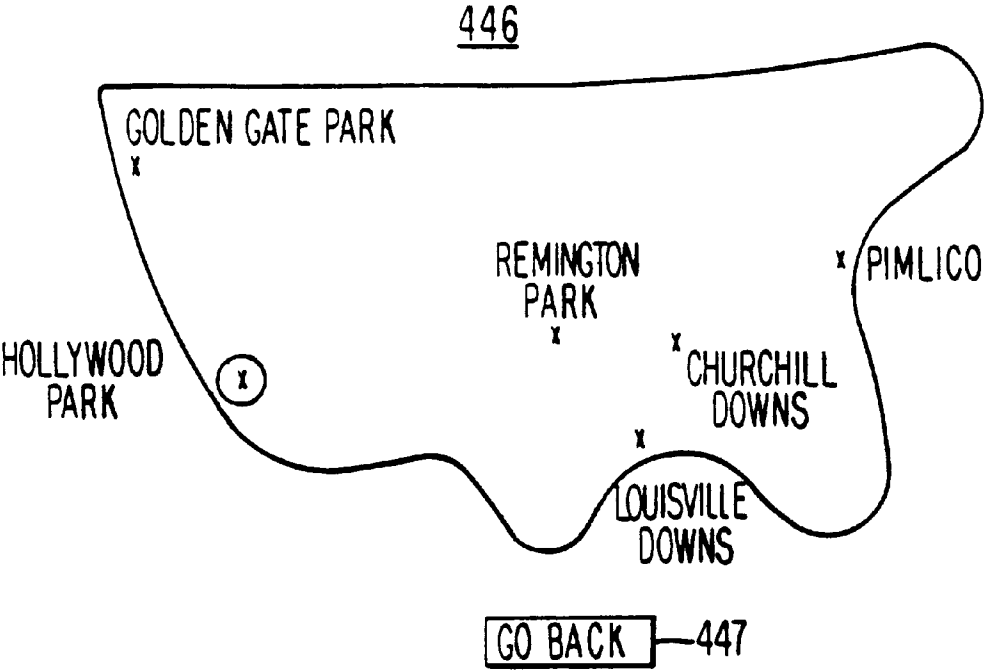 446
GOLDEN GATE PARK
x
REMINGTON
PARK
x
x PIMLICO
HOLLYWOOD
PARK
x
x
CHURCHILL
DOWNS
x
LOUISVILLE
DOWNS
GO BACK 447